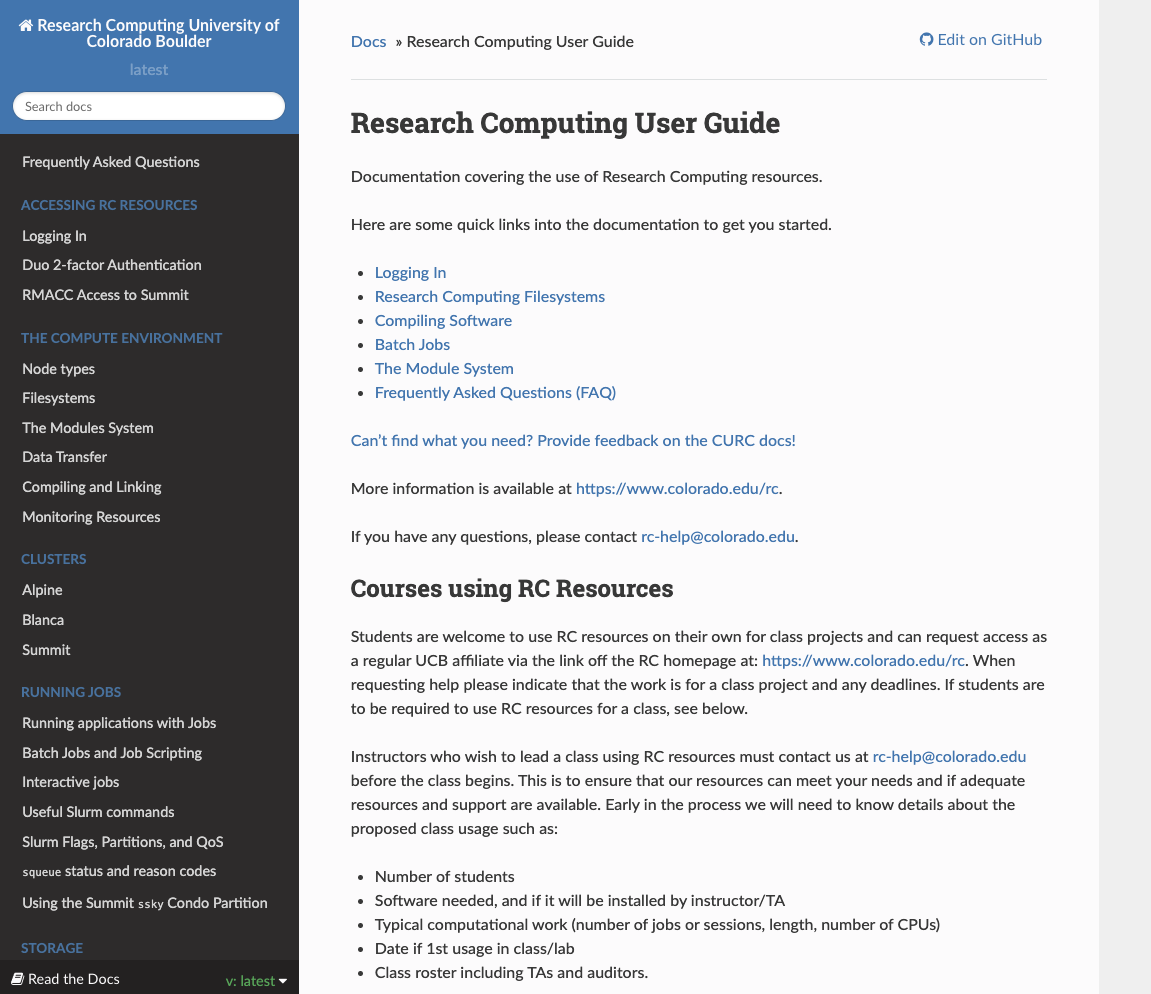 Research Computing University of
Colorado Boulder
latest
Search docs
Frequently Asked Questions
ACCESSING RC RESOURCES
Logging In
Duo 2-factor Authentication
RMACC Access to Summit
THE COMPUTE ENVIRONMENT
Node types
Filesystems
The Modules System
Data Transfer
Compiling and Linking
Monitoring Resources
CLUSTERS
Alpine
Blanca
Summit
RUNNING JOBS
Running applications with Jobs
Batch Jobs and Job Scripting
Interactive jobs
Useful Slurm commands
Slurm Flags, Partitions, and QoS
squeue status and reason codes
Using the Summit ssky Condo Partition
STORAGE
Read the Docs v: latest
Docs » Research Computing User Guide
Edit on GitHub
Research Computing User Guide
Documentation covering the use of Research Computing resources.
Here are some quick links into the documentation to get you started.
• Logging In
• Research Computing Filesystems
• Compiling Software
• Batch Jobs
• The Module System
• Frequently Asked Questions (FAQ)
Can't find what you need? Provide feedback on the CURC docs!
More information is available at https://www.colorado.edu/rc.
If you have any questions, please contact rc-help@colorado.edu.
Courses using RC Resources
Students are welcome to use RC resources on their own for class projects and can request access as
a regular UCB affiliate via the link off the RC homepage at: https://www.colorado.edu/rc. When
requesting help please indicate that the work is for a class project and any deadlines. If students are
to be required to use RC resources for a class, see below.
Instructors who wish to lead a class using RC resources must contact us at rc-help@colorado.edu
before the class begins. This is to ensure that our resources can meet your needs and if adequate
resources and support are available. Early in the process we will need to know details about the
proposed class usage such as:
• Number of students
• Software needed, and if it will be installed by instructor/TA
• Typical computational work (number of jobs or sessions, length, number of CPUs)
• Date if 1st usage in class/lab
• Class roster including TAs and auditors.